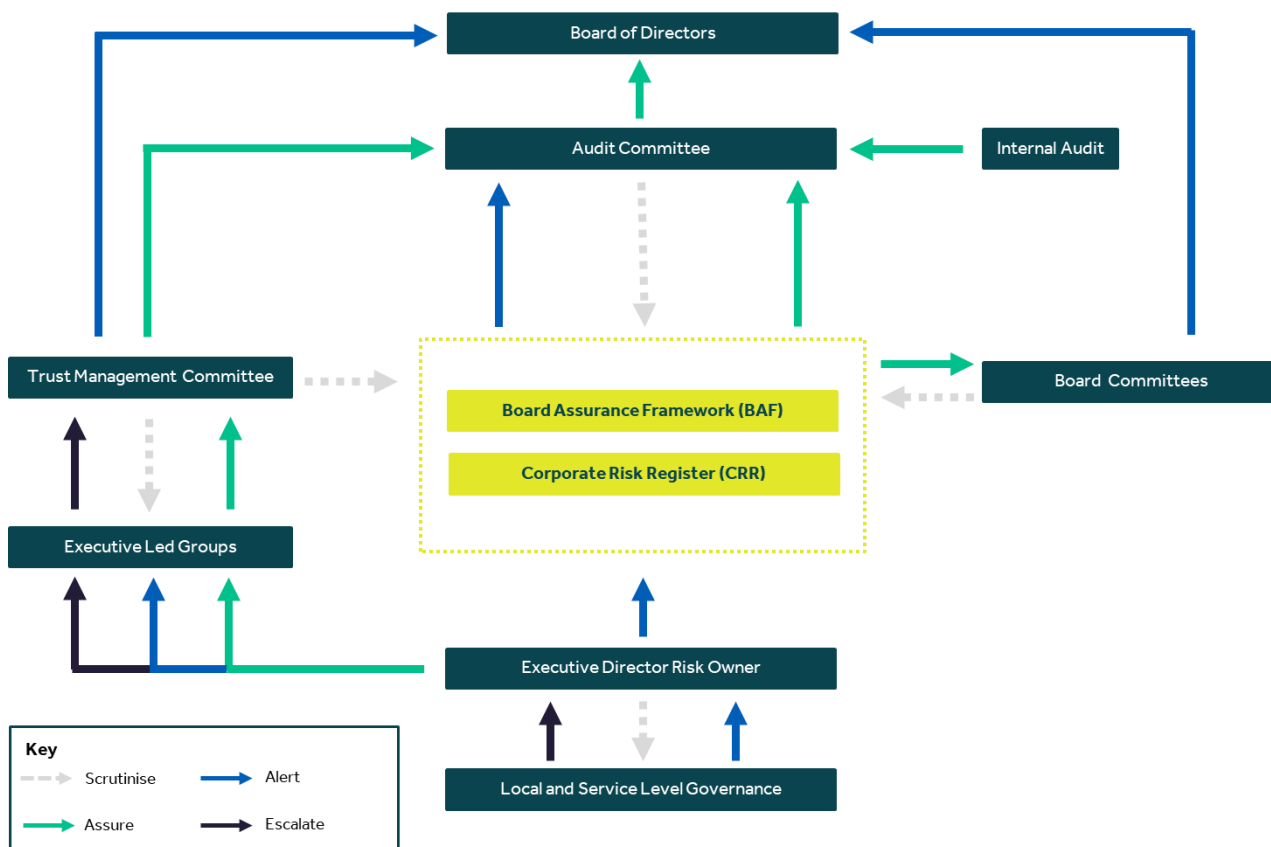 Board of Directors
Audit Committee
Internal Audit
Trust Management Committee
Board Committees
Board Assurance Framework (BAF)
Corporate Risk Register (CRR)
Executive Led Groups
Executive Director Risk Owner
Local and Service Level Governance
Key
Scrutinise
Alert
Assure
Escalate